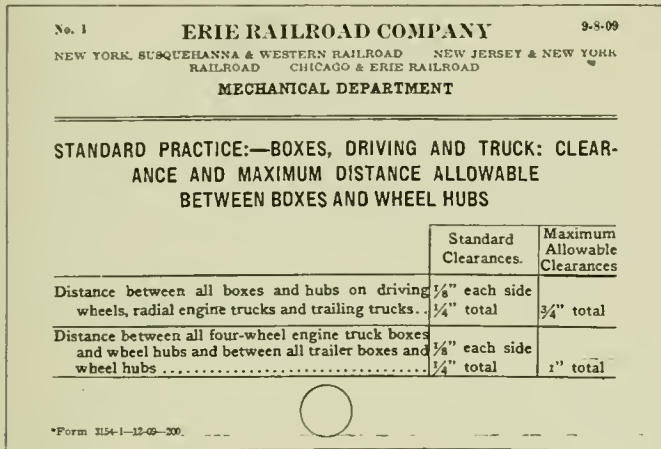 No. 1 ERIE RAILROAD COMPANY 9-8-09
NEW YORK, SUSQUEHANNA & WESTERN RAILROAD NEW JERSEY & NEW YORK
RAILROAD CHICAGO & ERIE RAILROAD
MECHANICAL DEPARTMENT
STANDARD PRACTICE:—BOXES, DRIVING AND TRUCK: CLEAR-
ANCE AND MAXIMUM DISTANCE ALLOWABLE
BETWEEN BOXES AND WHEEL HUBS
Standard
Clearances.
Maximum
Allowable
Clearances
Distance between all boxes and hubs on driving ⅛" each side
wheels, radial engine trucks and trailing trucks.. ¼" total ¾" total
Distance between all four-wheel engine truck boxes
and wheel hubs and between all trailer boxes and ⅛" each side
wheel hubs .............................. ¼" total 1" total
*Form 3154-1—12-09—200